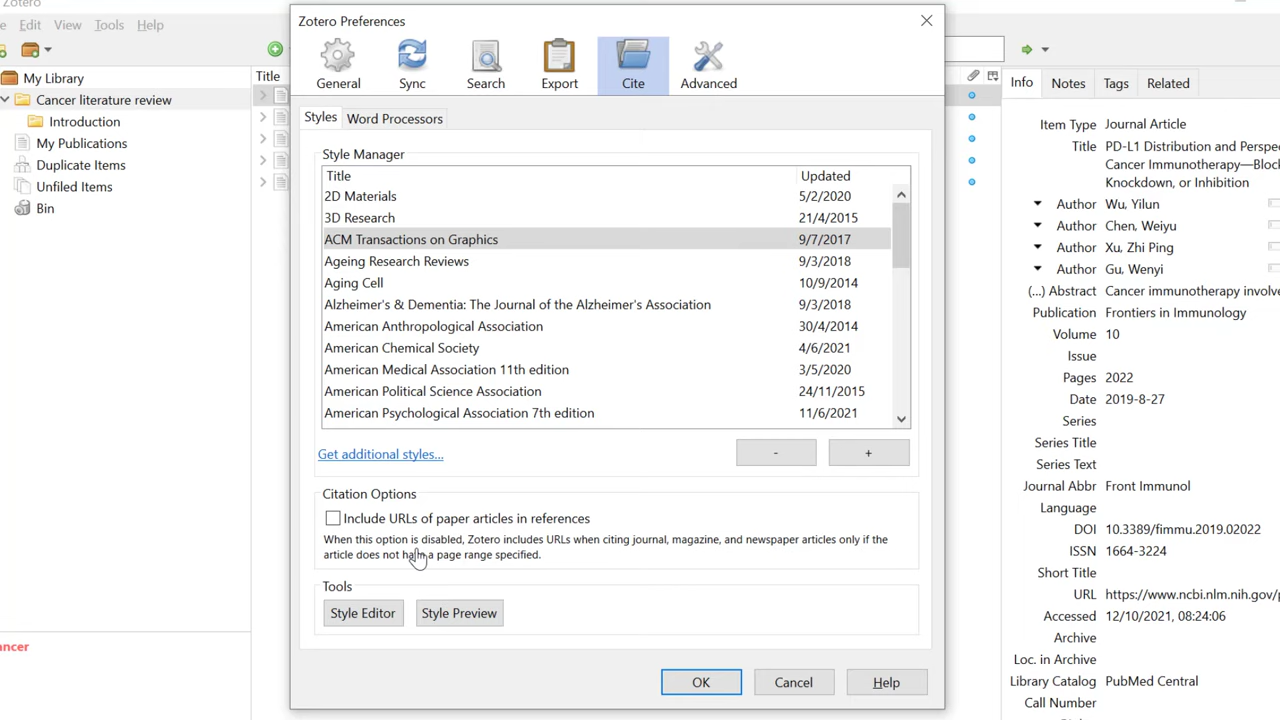 Zotero
Edit View Tools Help
My Library
Cancer literature review
Introduction
My Publications
Duplicate Items
Unfiled Items
Bin
Title
Zotero Preferences
General
Sync
Search
Export
Cite
Advanced
Styles
Word Processors
Style Manager
Title Updated
2D Materials 5/2/2020
3D Research 21/4/2015
ACM Transactions on Graphics 9/7/2017
Ageing Research Reviews 9/3/2018
Aging Cell 10/9/2014
Alzheimer's & Dementia: The Journal of the Alzheimer's Association 9/3/2018
American Anthropological Association 30/4/2014
American Chemical Society 4/6/2021
American Medical Association 11th edition 3/5/2020
American Political Science Association 24/11/2015
American Psychological Association 7th edition 11/6/2021
Get additional styles...
-
+
Citation Options
Include URLs of paper articles in references
When this option is disabled, Zotero includes URLs when citing journal, magazine, and newspaper articles only if the
article does not have a page range specified.
Tools
Style Editor
Style Preview
OK
Cancel
Help
Info Notes Tags Related
Item Type Journal Article
Title PD-L1 Distribution and Perspe
Cancer Immunotherapy—Block
Knockdown, or Inhibition
Author Wu, Yilun
Author Chen, Weiyu
Author Xu, Zhi Ping
Author Gu, Wenyi
(...) Abstract Cancer immunotherapy involve
Publication Frontiers in Immunology
Volume 10
Issue
Pages 2022
Date 2019-8-27
Series
Series Title
Series Text
Journal Abbr Front Immunol
Language
DOI 10.3389/fimmu.2019.02022
ISSN 1664-3224
Short Title
URL https://www.ncbi.nlm.nih.gov/p
Accessed 12/10/2021, 08:24:06
Archive
Loc. in Archive
Library Catalog PubMed Central
Call Number
ancer